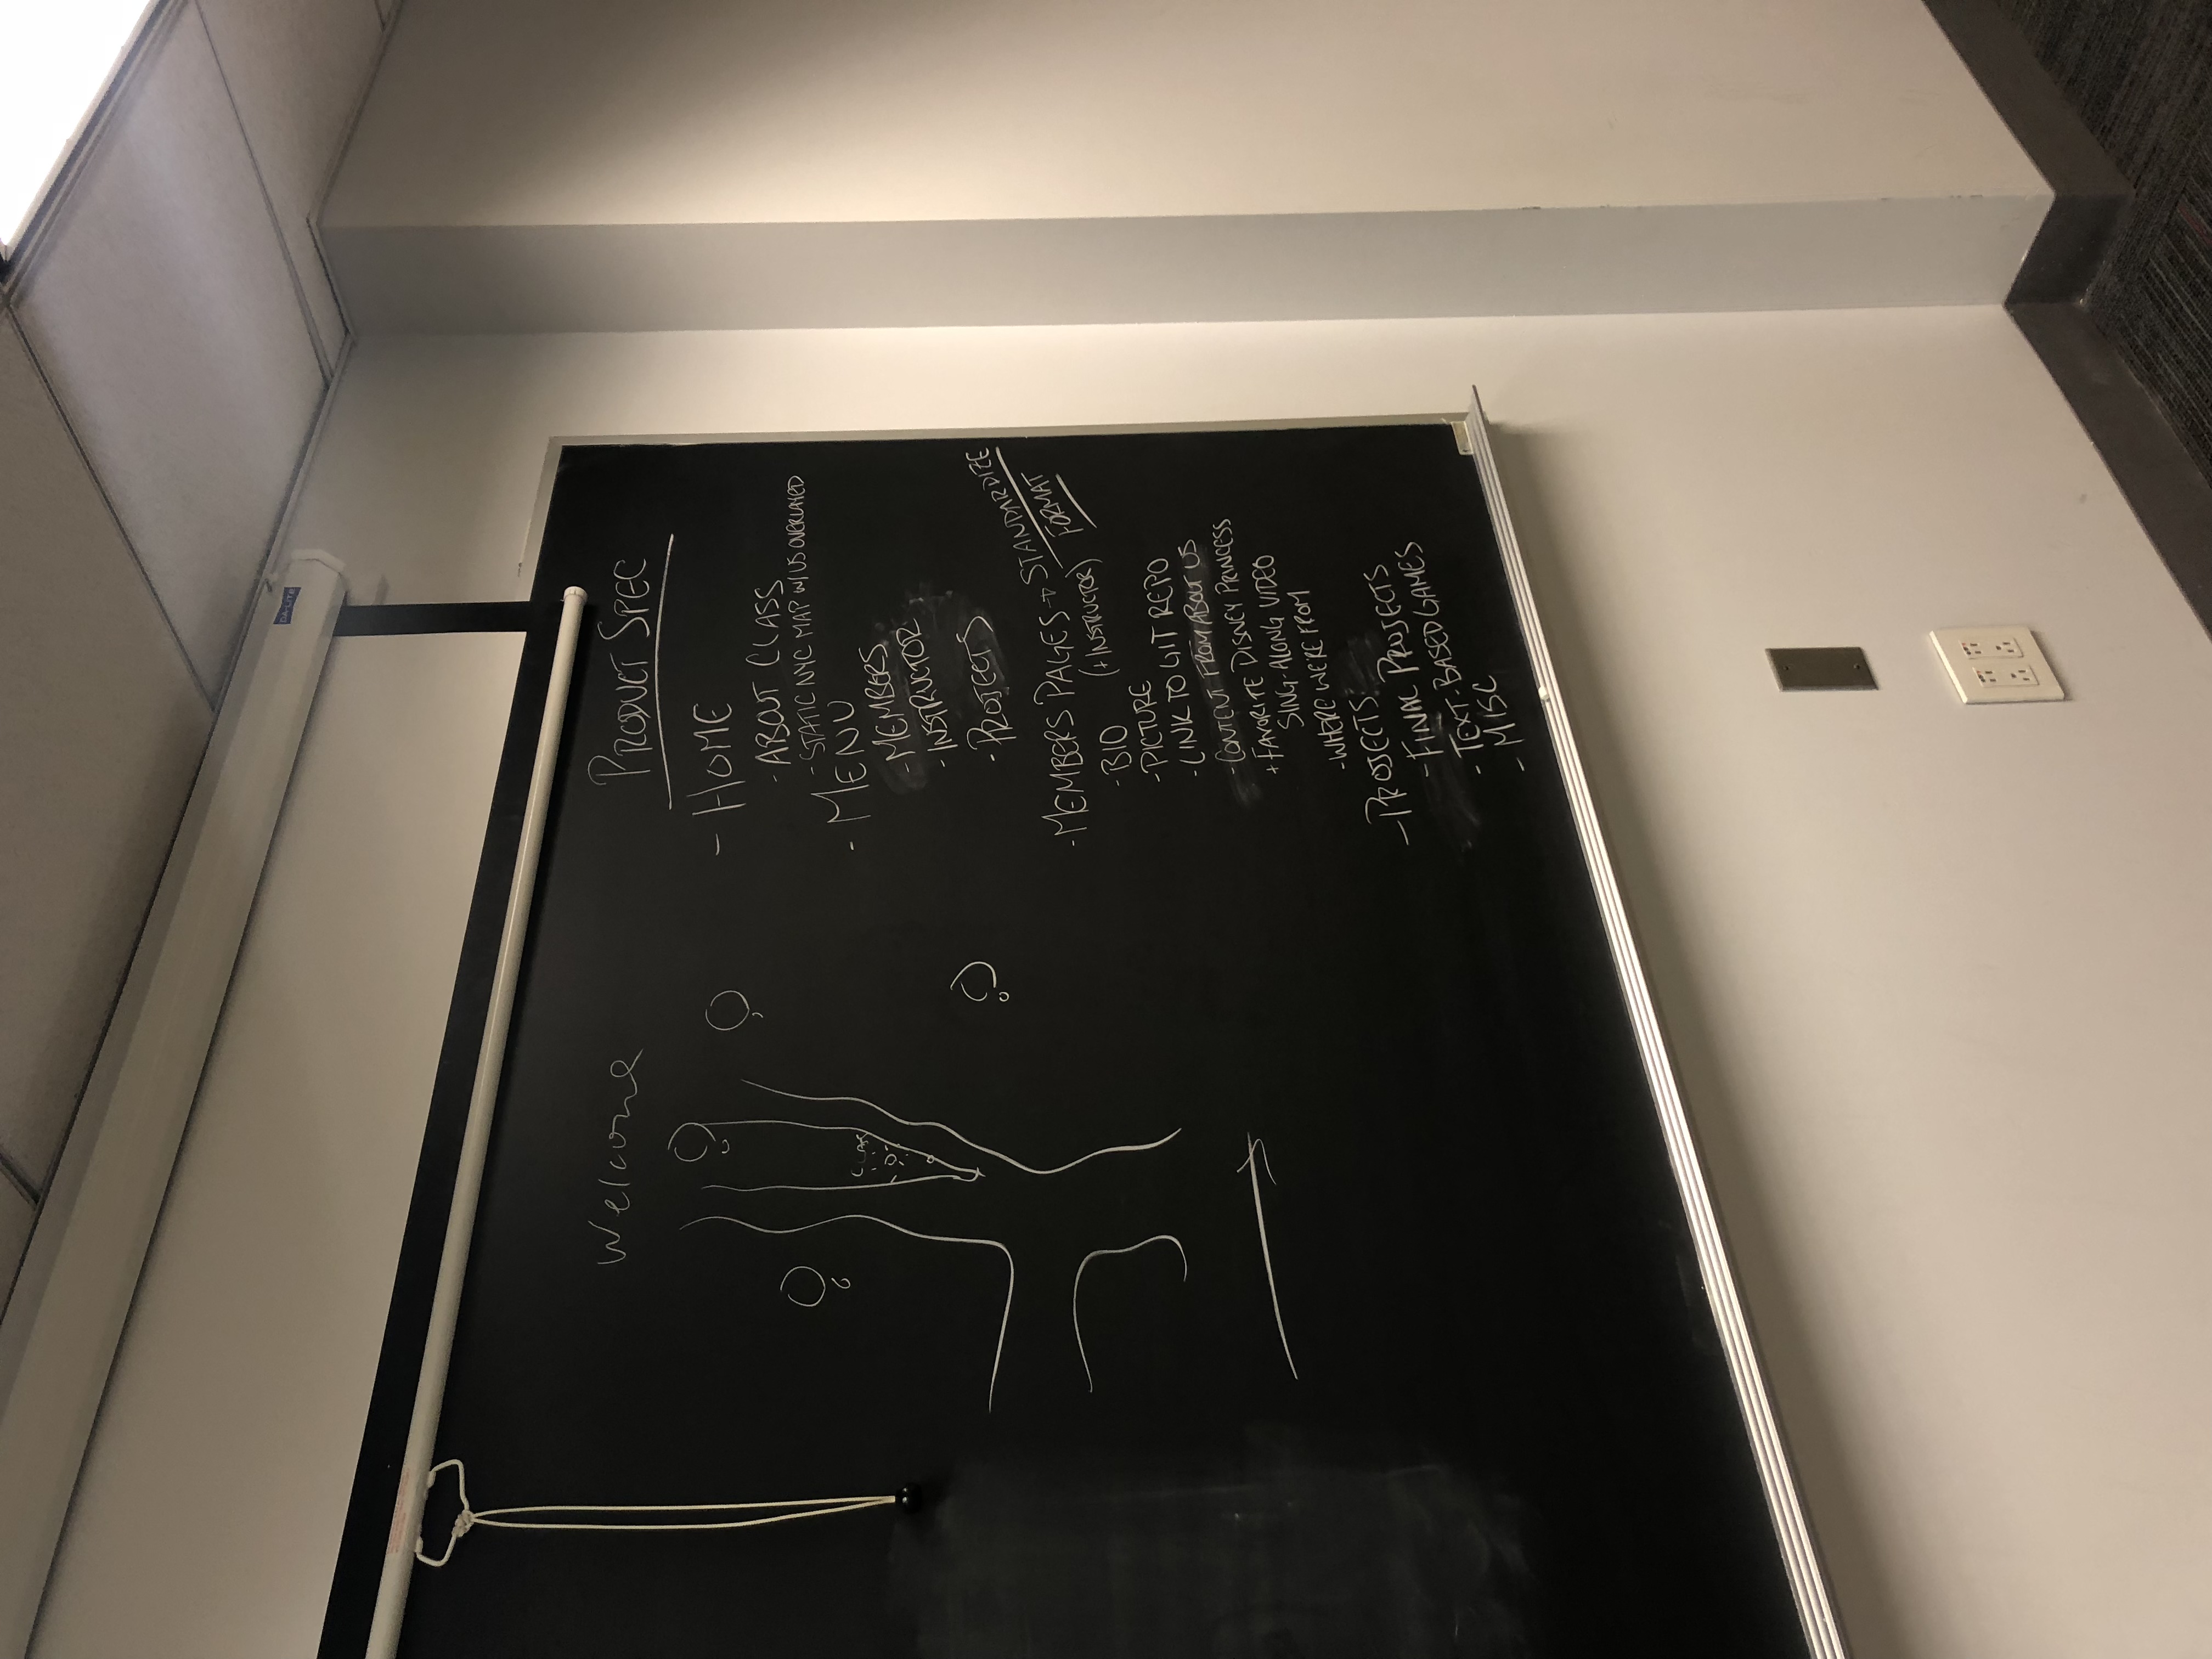 DA-LITE
Welcome
CLASS
PRODUCT SPEC
- HOME
- ABOUT CLASS
- STATIC NYC MAP W/ US OVERLAYED
- MENU
- MEMBERS
- INSTRUCTOR
- PROJECTS
- MEMBERS PAGES → STANDARDIZE
(+ INSTRUCTOR) FORMAT
- BIO
- PICTURE
- LINK TO GIT REPO
- CONTENT FROM ABOUT US
+ FAVORITE DISNEY PRINCESS
SING-ALONG VIDEO
- WHERE WE'RE FROM
- PROJECTS
- FINAL PROJECTS
- TEXT-BASED GAMES
- MISC